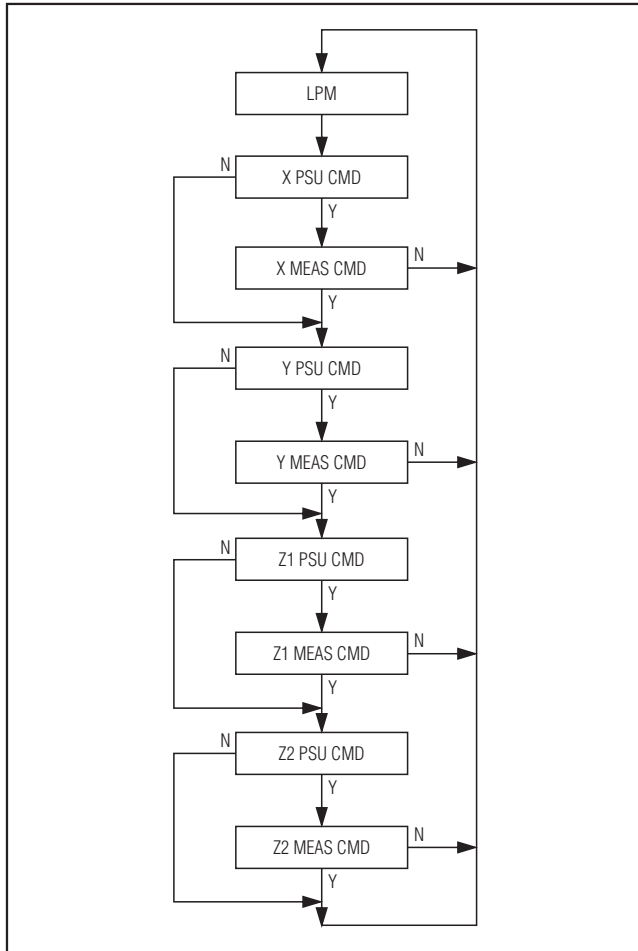 LPM
N
X PSU CMD
Y
X MEAS CMD
N
Y
N
Y PSU CMD
Y
Y MEAS CMD
N
Y
N
Z1 PSU CMD
Y
Z1 MEAS CMD
N
Y
N
Z2 PSU CMD
Y
Z2 MEAS CMD
N
Y